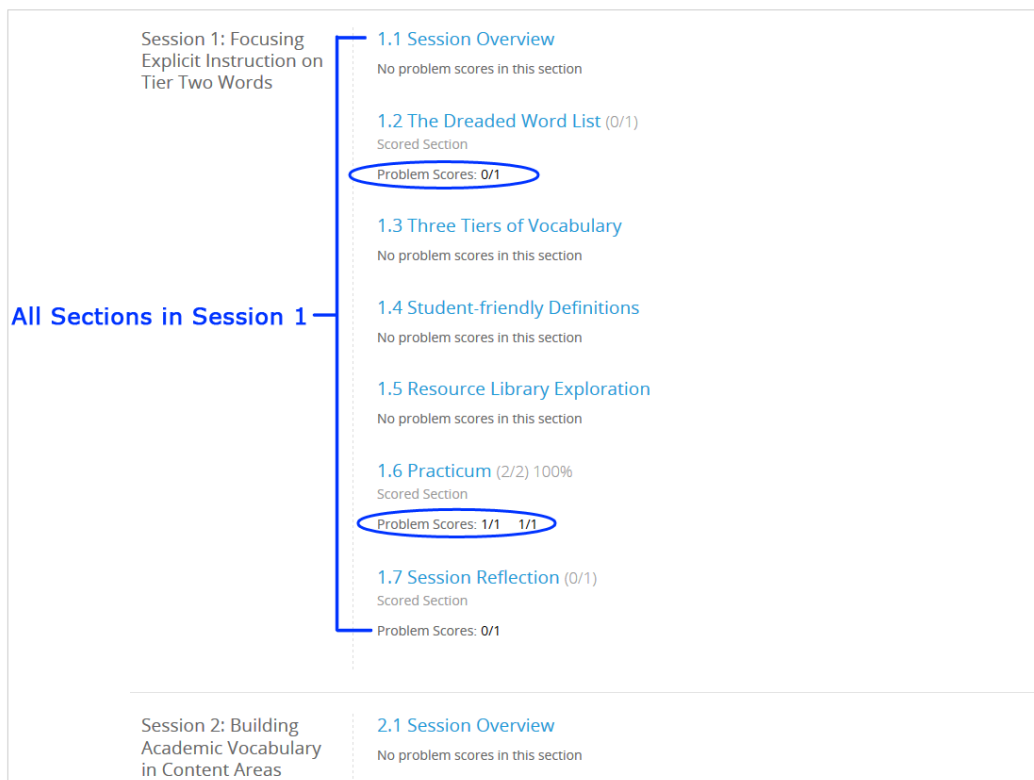 Session 1: Focusing
Explicit Instruction on
Tier Two Words
1.1 Session Overview
No problem scores in this section
1.2 The Dreaded Word List (0/1)
Scored Section
Problem Scores: 0/1
1.3 Three Tiers of Vocabulary
No problem scores in this section
All Sections in Session 1
1.4 Student-friendly Definitions
No problem scores in this section
1.5 Resource Library Exploration
No problem scores in this section
1.6 Practicum (2/2) 100%
Scored Section
Problem Scores: 1/1 1/1
1.7 Session Reflection (0/1)
Scored Section
Problem Scores: 0/1
Session 2: Building
Academic Vocabulary
in Content Areas
2.1 Session Overview
No problem scores in this section